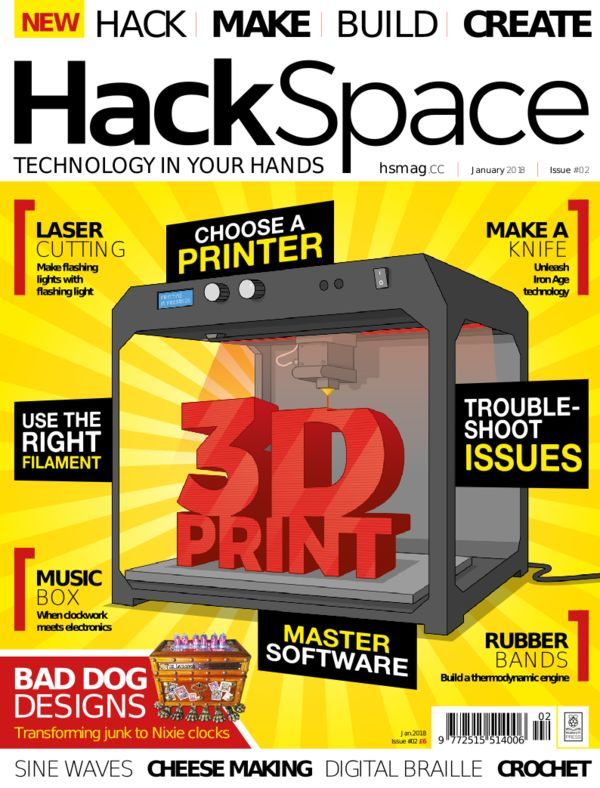 NEW HACK MAKE BUILD CREATE
HackSpace
TECHNOLOGY IN YOUR HANDS
hsmag.cc January 2018 Issue #02
LASER
CUTTING
Make flashing
lights with
flashing light
CHOOSE A
PRINTER
MAKE A
KNIFE
Unleash
Iron Age
technology
USE THE
RIGHT
FILAMENT
TROUBLE-
SHOOT
ISSUES
3D
PRINT
MUSIC
BOX
When clockwork
meets electronics
MASTER
SOFTWARE
RUBBER
BANDS
Build a thermodynamic engine
BAD DOG
DESIGNS
Transforming junk to Nixie clocks
Jan.2018
Issue #02 £6
02
9 772515 514006
SINE WAVES CHEESE MAKING DIGITAL BRAILLE CROCHET